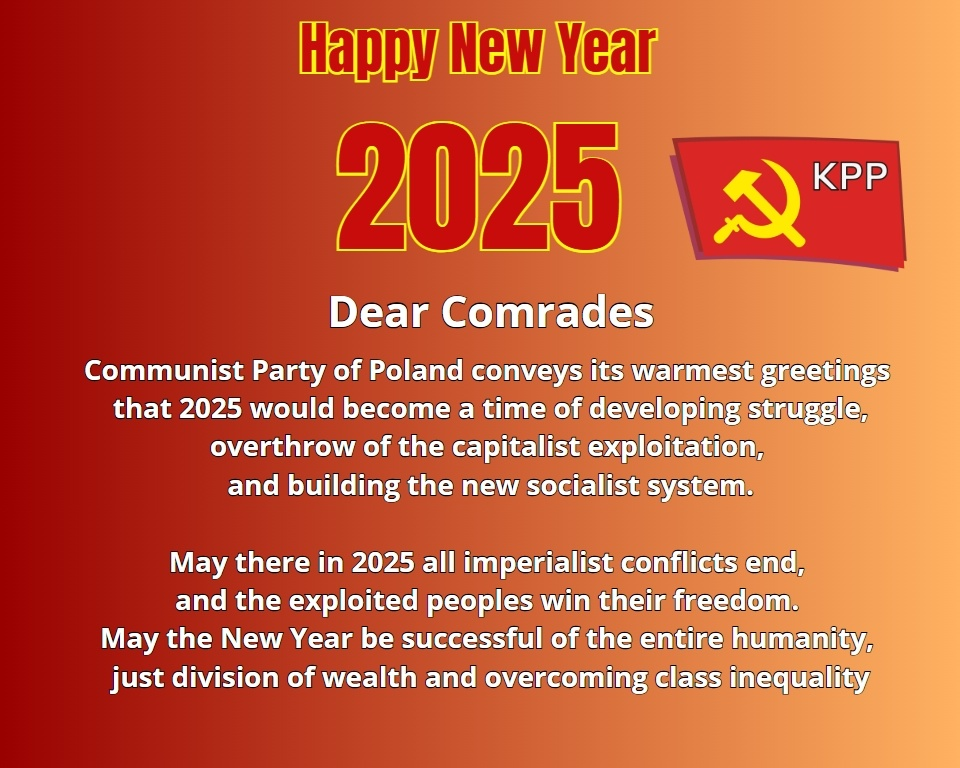 Happy New Year
2025
KPP
Dear Comrades
Communist Party of Poland conveys its warmest greetings
that 2025 would become a time of developing struggle,
overthrow of the capitalist exploitation,
and building the new socialist system.
May there in 2025 all imperialist conflicts end,
and the exploited peoples win their freedom.
May the New Year be successful of the entire humanity,
just division of wealth and overcoming class inequality